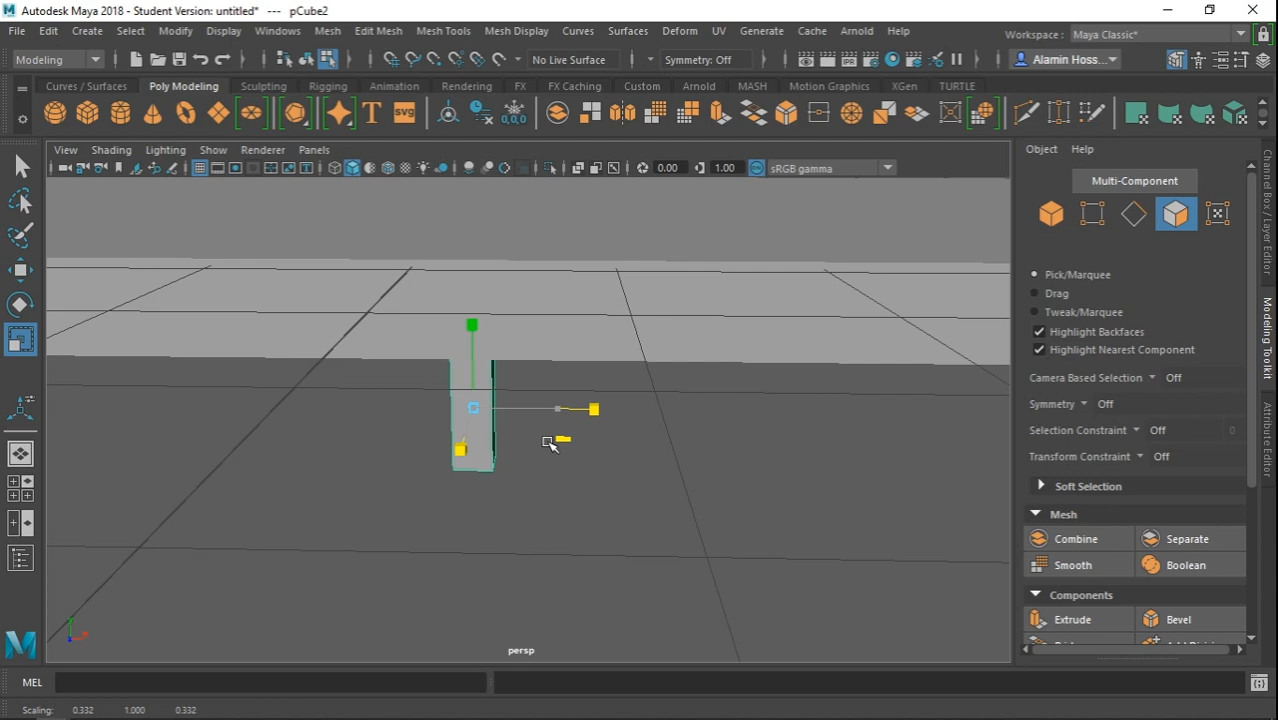 Autodesk Maya 2018 - Student Version: untitled*   ---   pCube2
File Edit Create Select Modify Display Windows Mesh Edit Mesh Mesh Tools Mesh Display Curves Surfaces Deform UV Generate Cache Arnold Help
Workspace : Maya Classic*
Modeling No Live Surface Symmetry: Off Alamin Hoss...
Curves / Surfaces Poly Modeling Sculpting Rigging Animation Rendering FX FX Caching Custom Arnold MASH Motion Graphics XGen TURTLE
SVG
View Shading Lighting Show Renderer Panels
0.00 1.00 sRGB gamma
Object Help
Multi-Component
Pick/Marquee
Drag
Tweak/Marquee
Highlight Backfaces
Highlight Nearest Component
Camera Based Selection Off
Symmetry Off
Selection Constraint Off 0
Transform Constraint Off
Soft Selection
Mesh
Combine Separate
Smooth Boolean
Components
Extrude Bevel
Channel Box / Layer Editor
Modeling Toolkit
Attribute Editor
persp
MEL
Scaling: 0.332 1.000 0.332